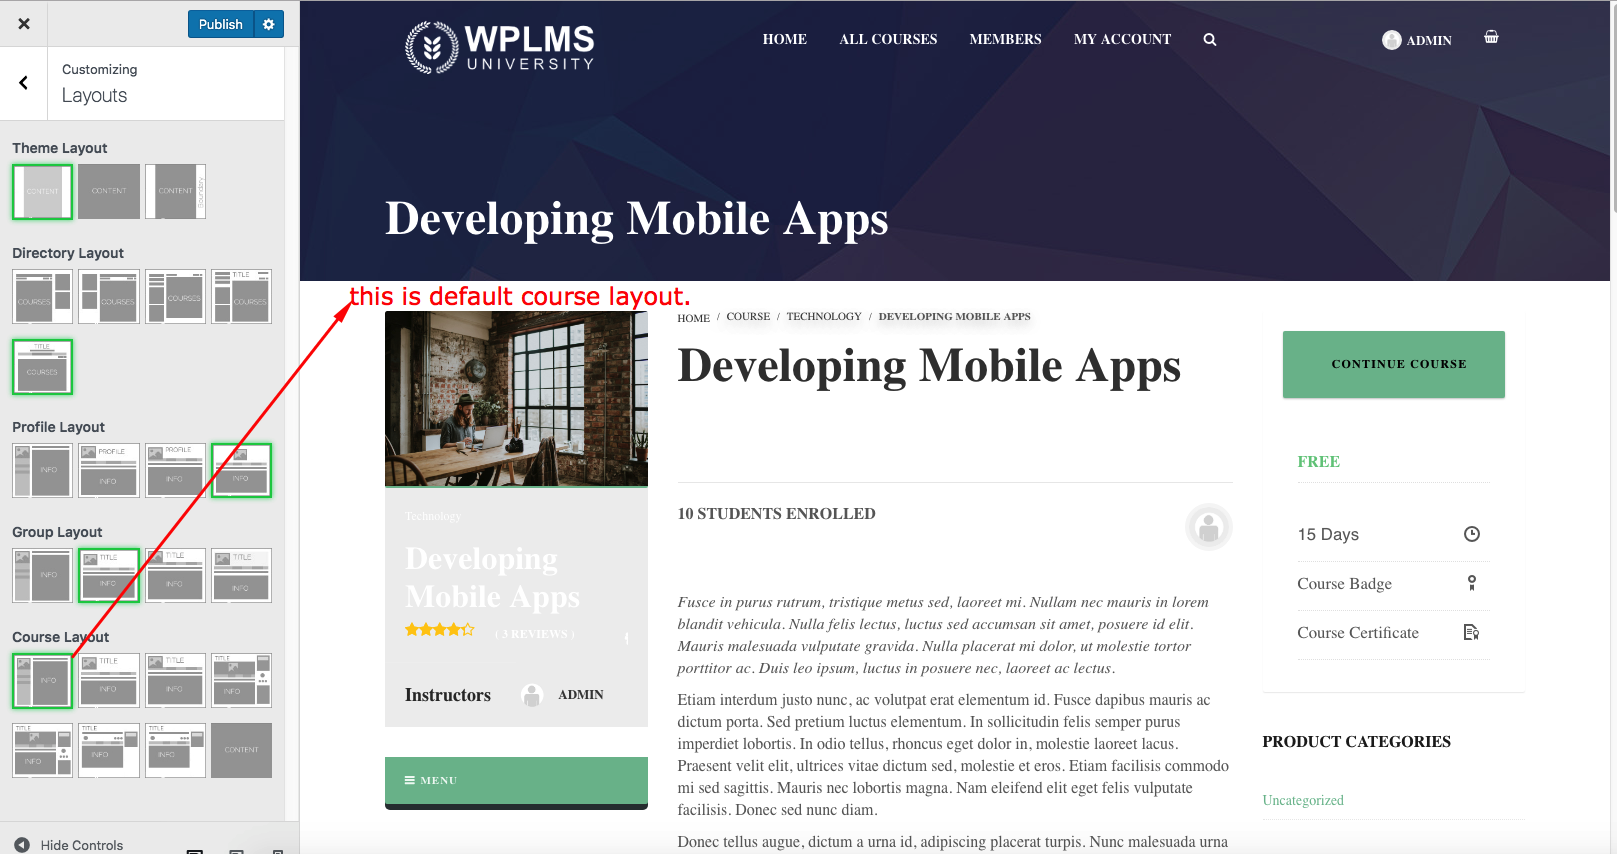 Publish
Customizing
Layouts
Theme Layout
CONTENT
CONTENT
CONTENT
Boundary
Directory Layout
COURSES
COURSES
COURSES
TITLE
COURSES
TITLE
COURSES
Profile Layout
INFO
PROFILE
INFO
PROFILE
INFO
INFO
Group Layout
INFO
TITLE
INFO
TITLE
INFO
TITLE
INFO
Course Layout
INFO
TITLE
INFO
TITLE
INFO
TITLE
INFO
TITLE
INFO
TITLE
INFO
TITLE
INFO
CONTENT
Hide Controls
WPLMS
UNIVERSITY
HOME
ALL COURSES
MEMBERS
MY ACCOUNT
ADMIN
Developing Mobile Apps
this is default course layout.
Technology
Developing
Mobile Apps
( 3 REVIEWS )
Instructors
ADMIN
MENU
HOME / COURSE / TECHNOLOGY / DEVELOPING MOBILE APPS
Developing Mobile Apps
10 STUDENTS ENROLLED
Fusce in purus rutrum, tristique metus sed, laoreet mi. Nullam nec mauris in lorem
blandit vehicula. Nulla felis lectus, luctus sed accumsan sit amet, posuere id elit.
Mauris malesuada vulputate gravida. Nulla placerat mi dolor, ut molestie tortor
porttitor ac. Duis leo ipsum, luctus in posuere nec, laoreet ac lectus.
Etiam interdum justo nunc, ac volutpat erat elementum id. Fusce dapibus mauris ac
dictum porta. Sed pretium luctus elementum. In sollicitudin felis semper purus
imperdiet lobortis. In odio tellus, rhoncus eget dolor in, molestie laoreet lacus.
Praesent velit elit, ultrices vitae dictum sed, molestie et eros. Etiam facilisis commodo
mi sed sagittis. Mauris nec lobortis magna. Nam eleifend elit eget felis vulputate
facilisis. Donec sed nunc diam.
Donec tellus augue, dictum a urna id, adipiscing placerat turpis. Nunc malesuada urna
CONTINUE COURSE
FREE
15 Days
Course Badge
Course Certificate
PRODUCT CATEGORIES
Uncategorized